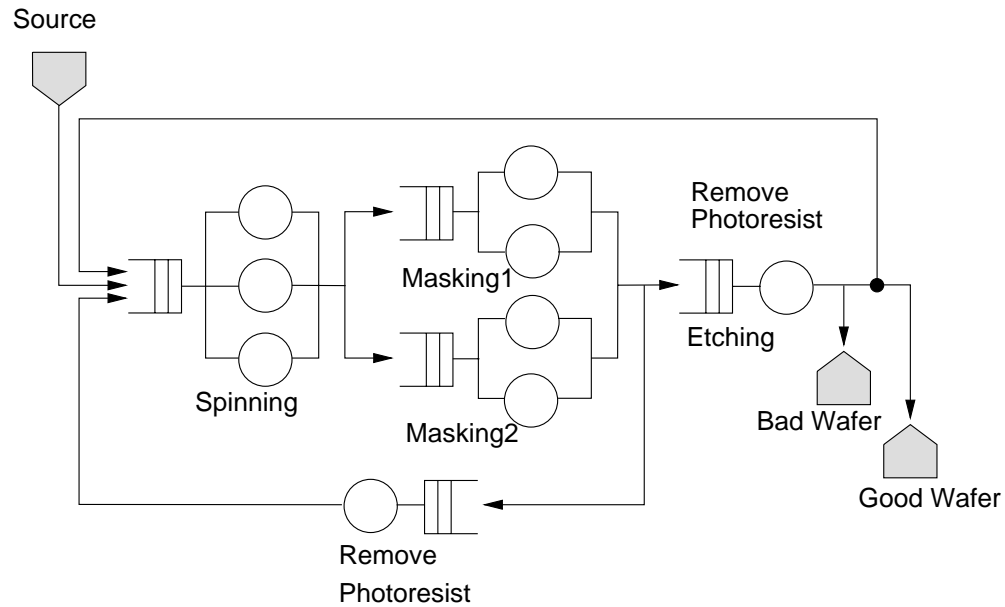 Source
Remove
Photoresist
Masking1
Etching
Spinning
Bad Wafer
Masking2
Good Wafer
Remove
Photoresist